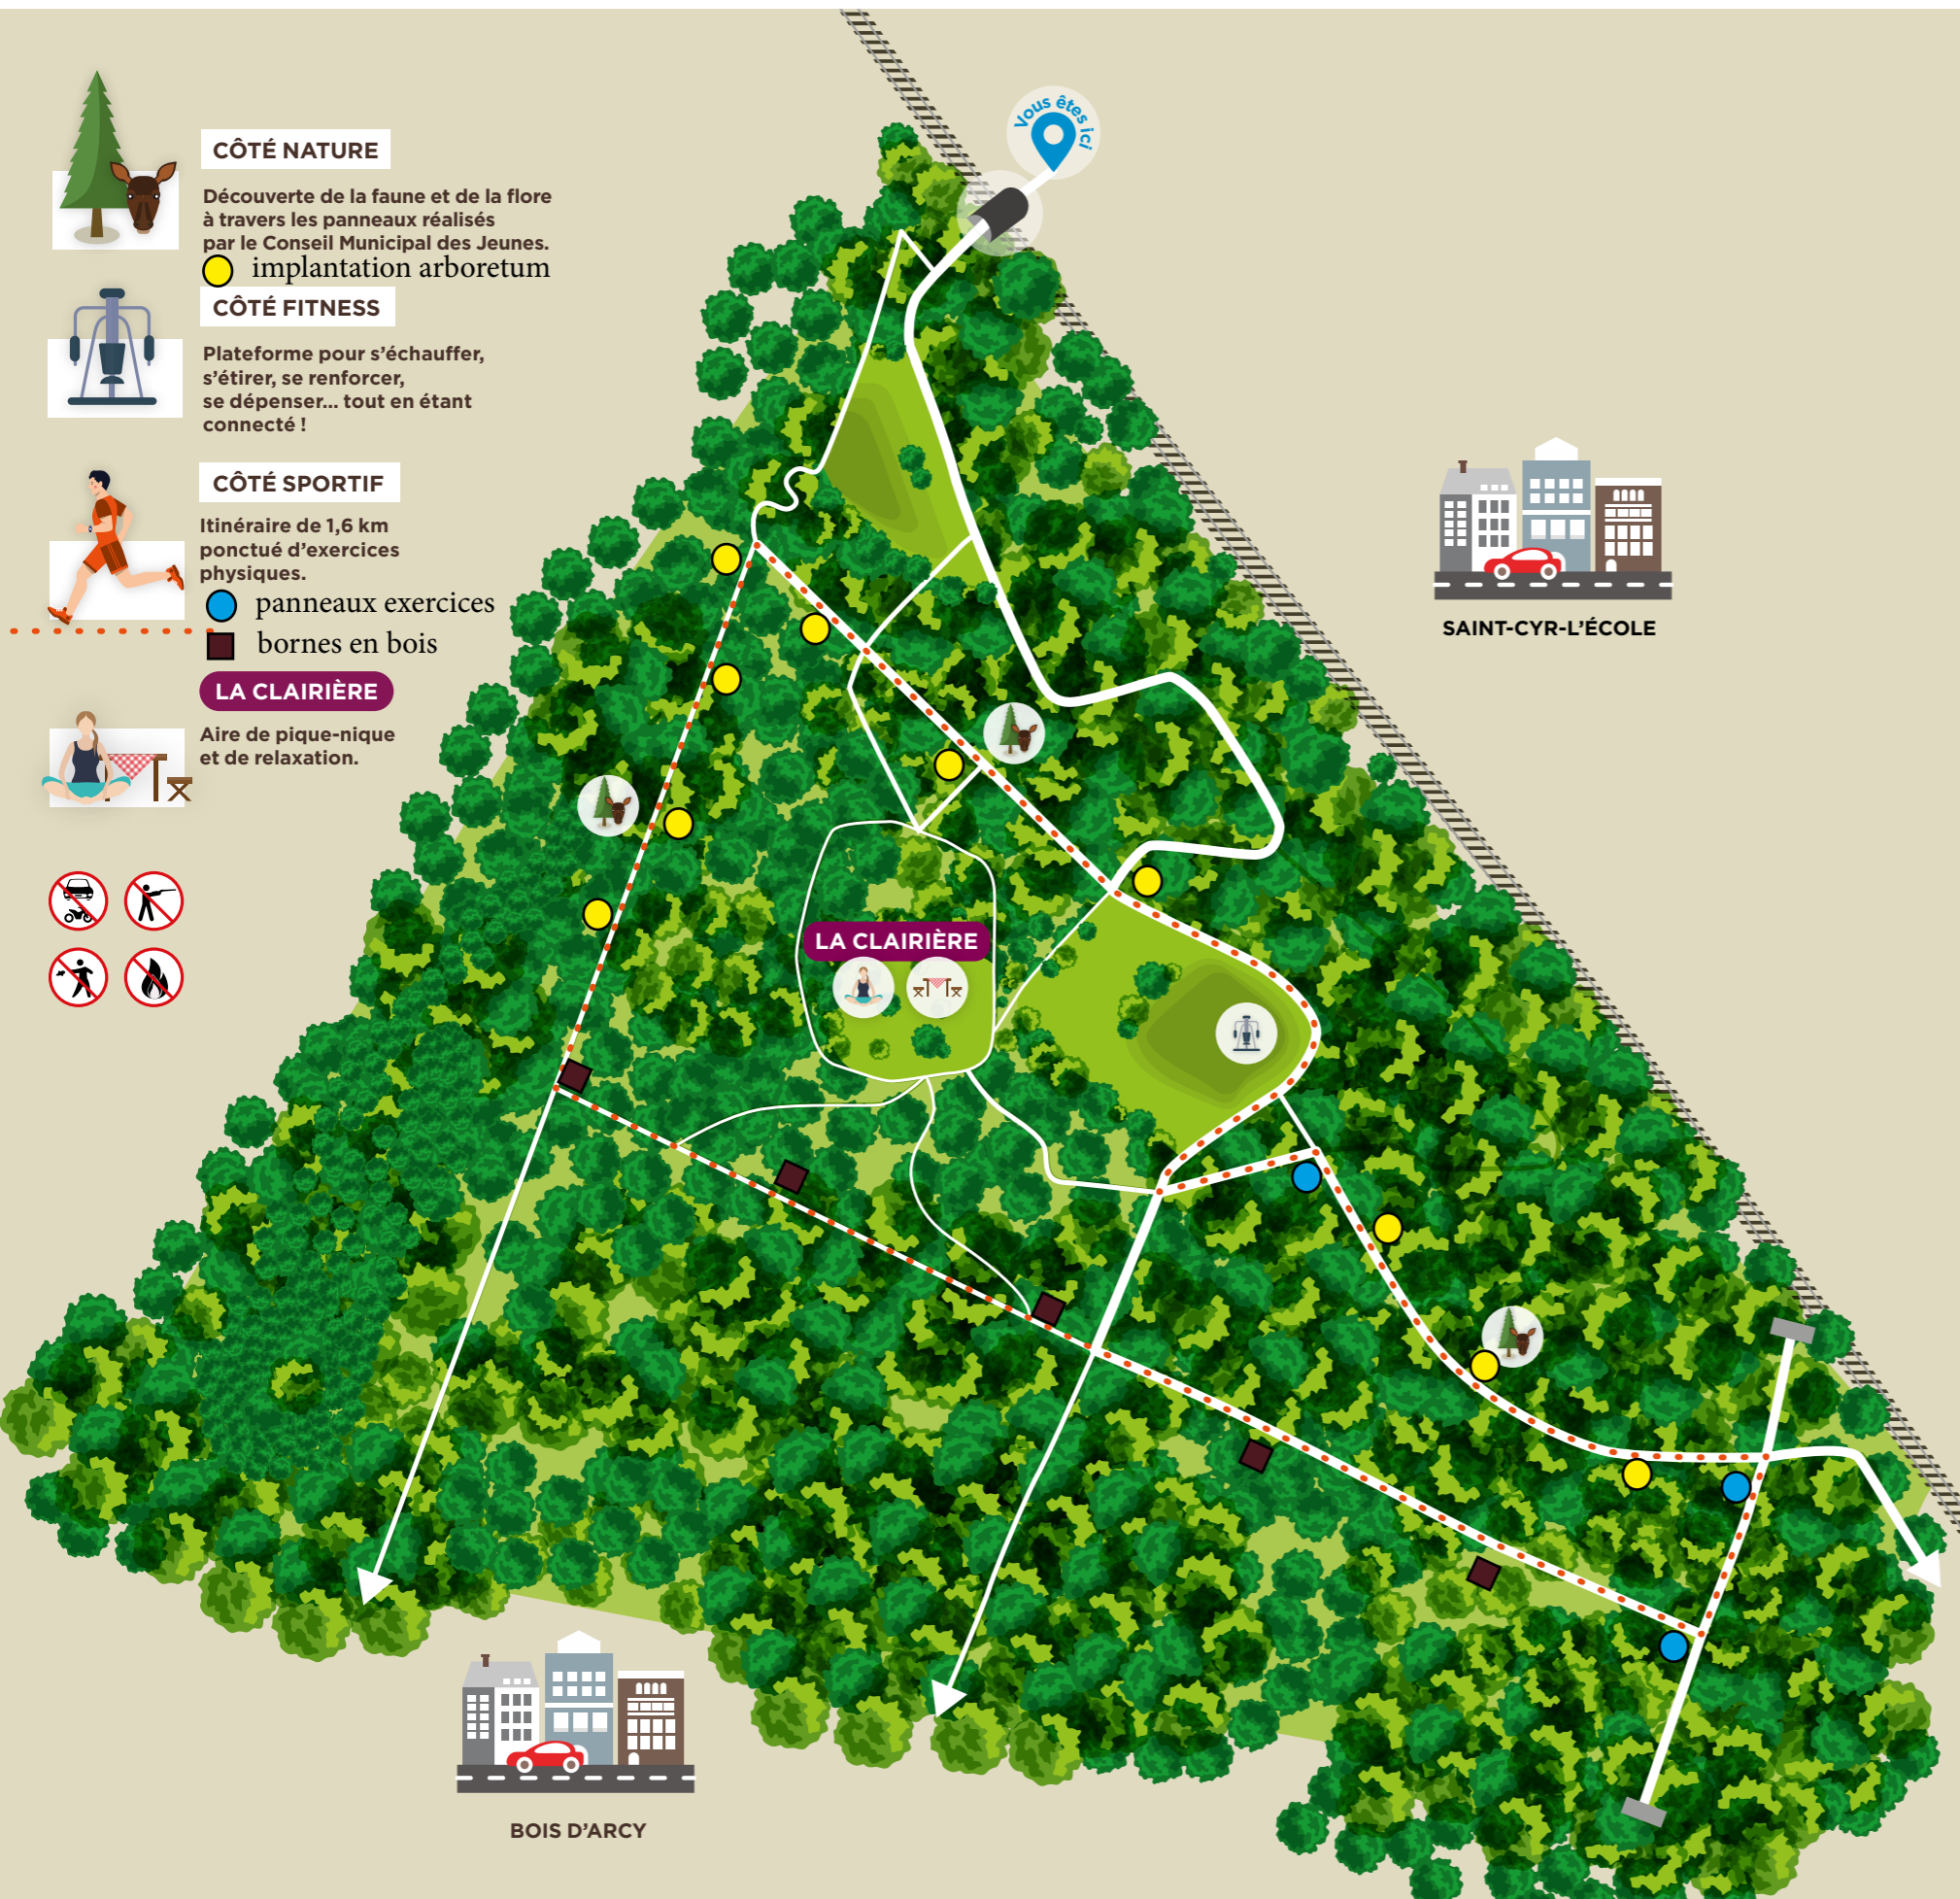 Vous êtes ici
CÔTÉ NATURE
Découverte de la faune et de la flore
à travers les panneaux réalisés
par le Conseil Municipal des Jeunes.
implantation arboretum
CÔTÉ FITNESS
Plateforme pour s’échauffer,
s’étirer, se renforcer,
se dépenser... tout en étant
connecté !
CÔTÉ SPORTIF
Itinéraire de 1,6 km
ponctué d’exercices
physiques.
panneaux exercices
bornes en bois
LA CLAIRIÈRE
Aire de pique-nique
et de relaxation.
SAINT-CYR-L’ÉCOLE
LA CLAIRIÈRE
BOIS D’ARCY